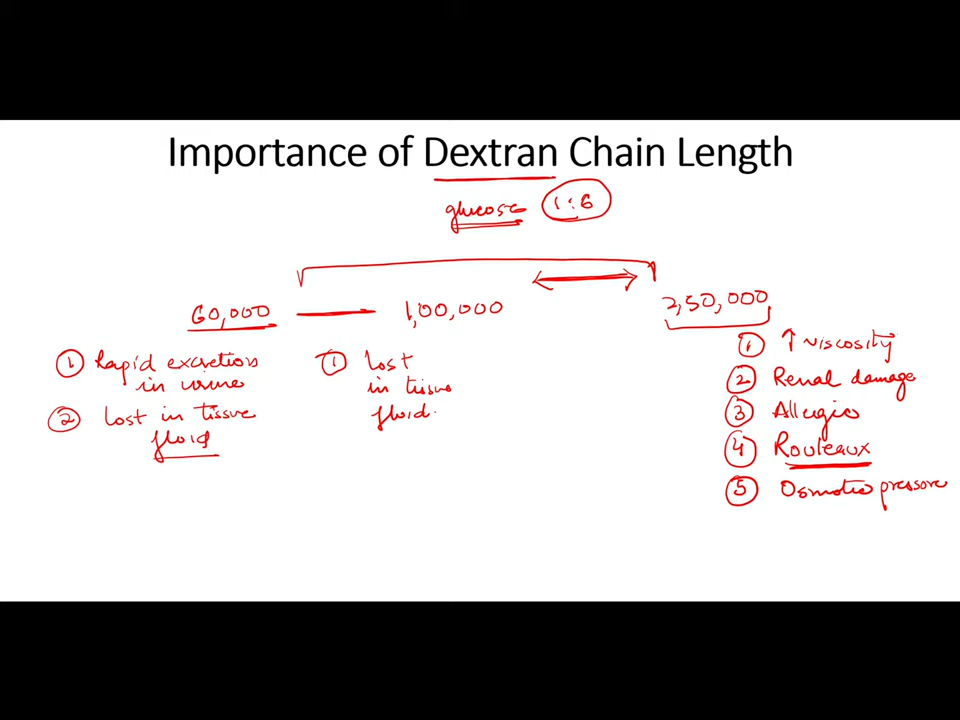 Importance of Dextran Chain Length
glucose 1:6
60,000 1,00,000 2,50,000
① Rapid excretion
in urine
② Lost in tissue
fluid
① Lost
in tissue
fluid.
① ↑ viscosity
② Renal damage
③ Allergies
④ Rouleaux
⑤ Osmotic pressure